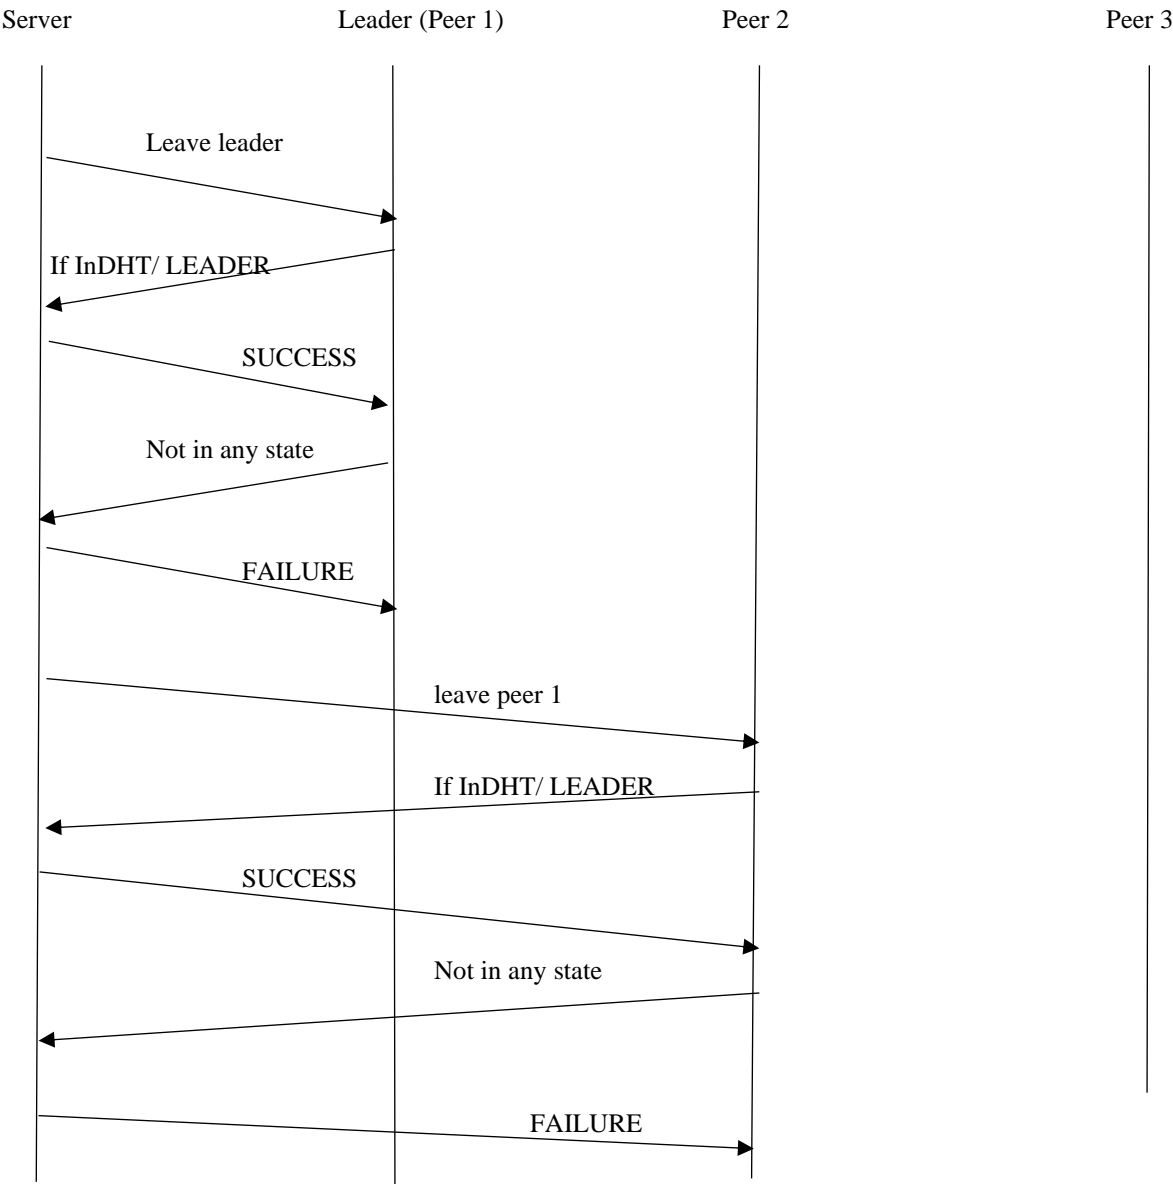 Server
Leader (Peer 1)
Peer 2
Peer 3
Leave leader
If InDHT/ LEADER
SUCCESS
Not in any state
FAILURE
leave peer 1
If InDHT/ LEADER
SUCCESS
Not in any state
FAILURE